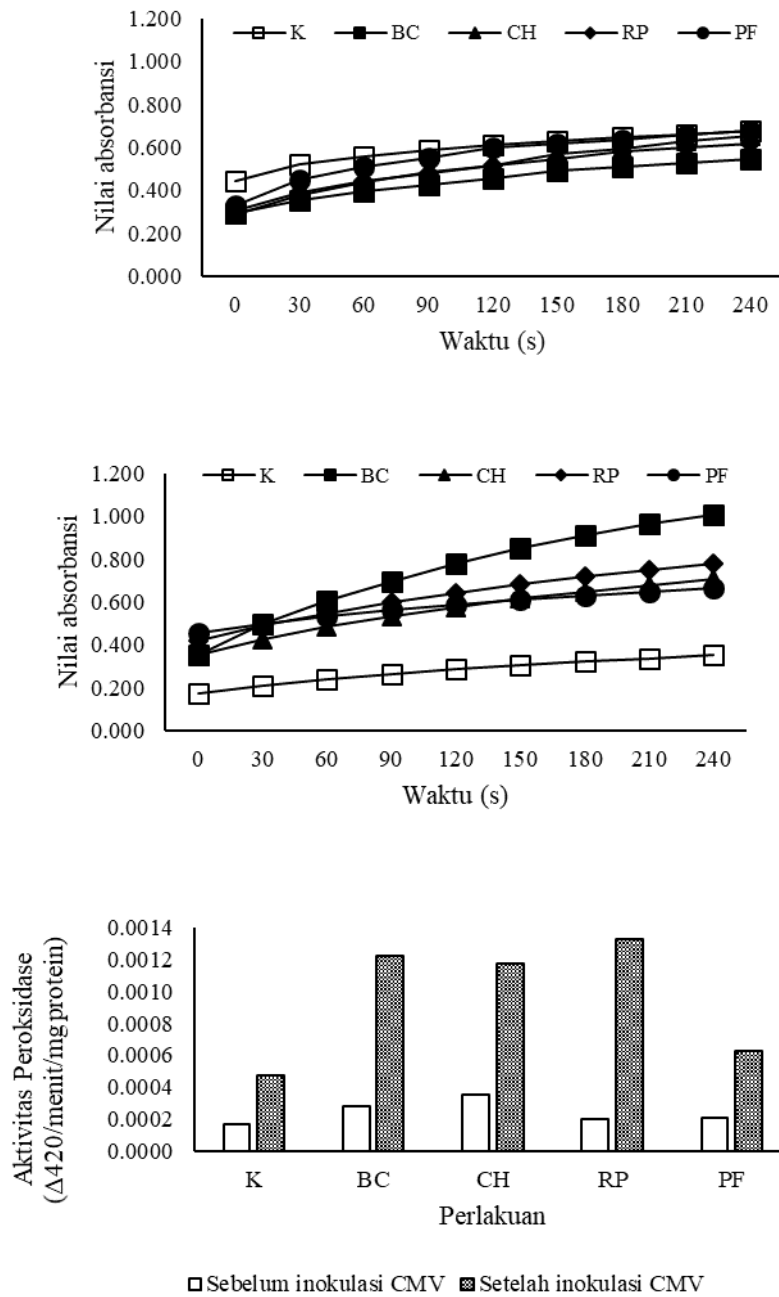 1.200
K BC CH RP PF
1.000
0.800
0.600
0.400
0.200
0.000
Nilai absorbansi
0 30 60 90 120 150 180 210 240
Waktu (s)
1.200
K BC CH RP PF
1.000
0.800
0.600
0.400
0.200
0.000
Nilai absorbansi
0 30 60 90 120 150 180 210 240
Waktu (s)
Aktivitas Peroksidase
(Δ420/menit/mgprotein)
0.0014
0.0012
0.0010
0.0008
0.0006
0.0004
0.0002
0.0000
K BC CH RP PF
Perlakuan
Sebelum inokulasi CMV Setelah inokulasi CMV